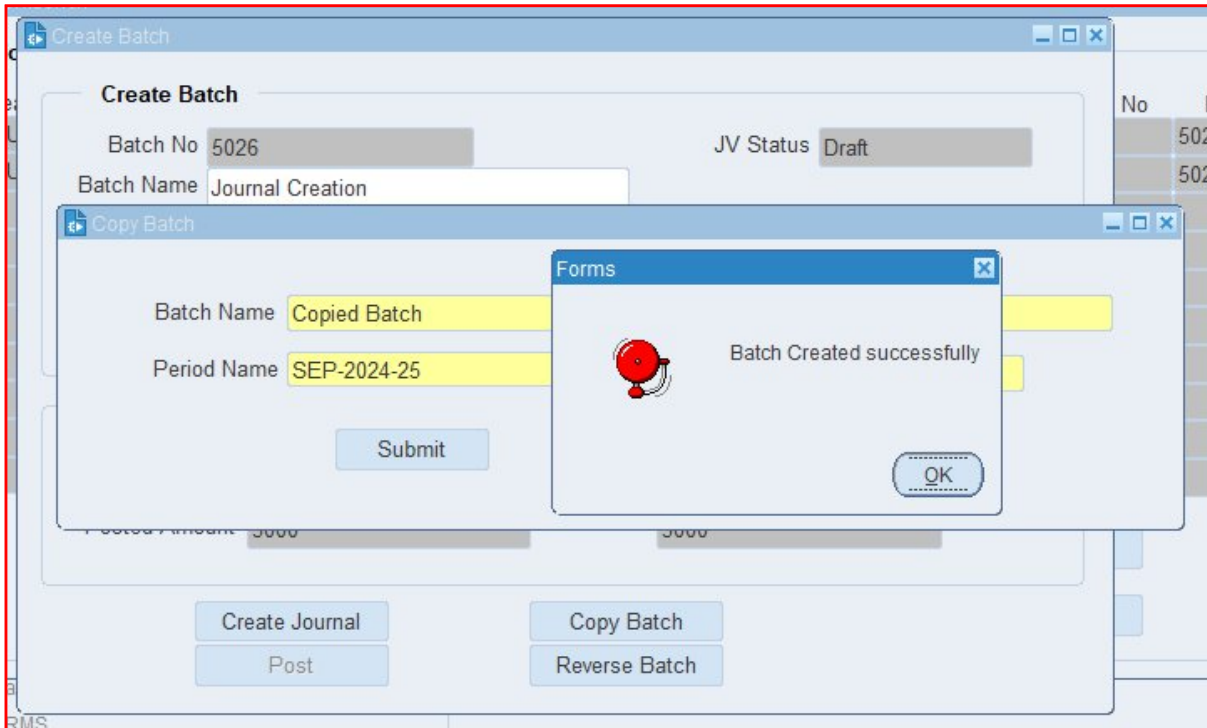 Create Batch
Create Batch
No
Batch No 5026
JV Status Draft
Batch Name Journal Creation
Copy Batch
Forms
Batch Name Copied Batch
Batch Created successfully
Period Name SEP-2024-25
Submit
OK
Create Journal
Copy Batch
Post
Reverse Batch